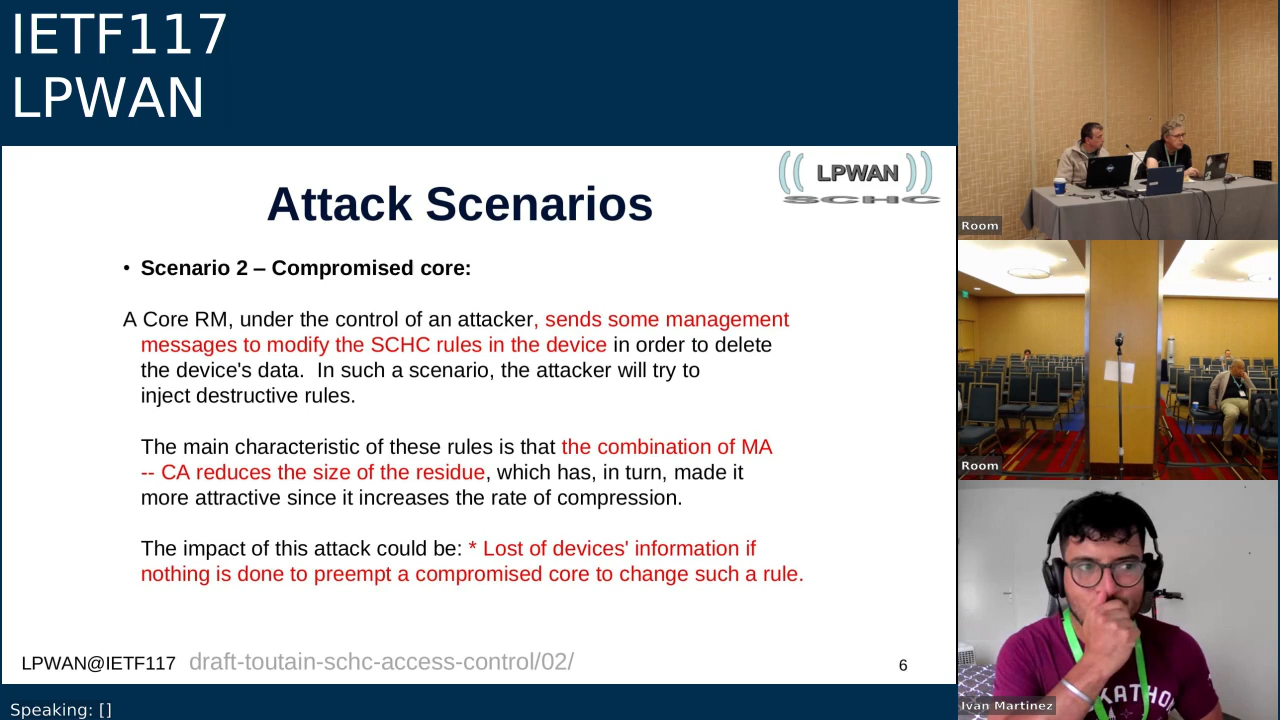 IETF117
LPWAN
LPWAN
SCHC
Attack Scenarios
• Scenario 2 – Compromised core:
A Core RM, under the control of an attacker, sends some management
messages to modify the SCHC rules in the device in order to delete
the device's data.  In such a scenario, the attacker will try to
inject destructive rules.
The main characteristic of these rules is that the combination of MA
-- CA reduces the size of the residue, which has, in turn, made it
more attractive since it increases the rate of compression.
The impact of this attack could be: * Lost of devices' information if
nothing is done to preempt a compromised core to change such a rule.
LPWAN@IETF117 draft-toutain-schc-access-control/02/ 6
Speaking: []
Room
Room
KATHO
Ivan Martinez